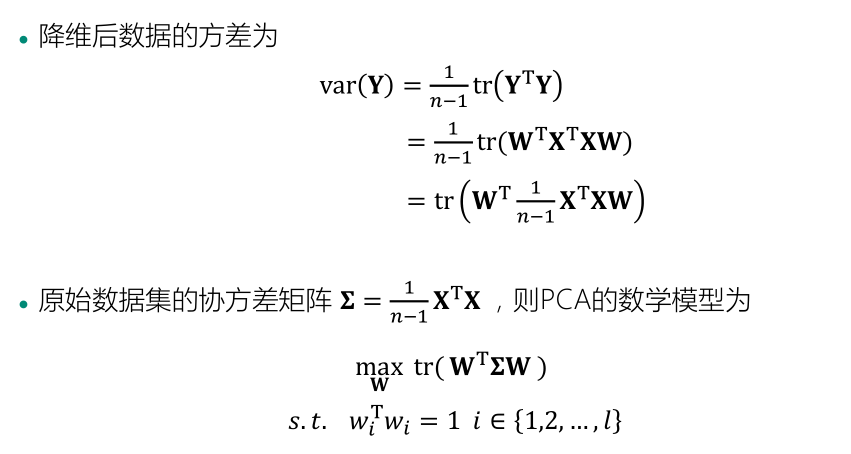 • 降维后数据的方差为
var(𝐘) = 1/(n−1) tr(𝐘ᵀ𝐘)
= 1/(n−1) tr(𝐖ᵀ𝐗ᵀ𝐗𝐖)
= tr(𝐖ᵀ 1/(n−1) 𝐗ᵀ𝐗𝐖)
• 原始数据集的协方差矩阵 𝚺 = 1/(n−1) 𝐗ᵀ𝐗 ，则PCA的数学模型为
max_𝐖 tr( 𝐖ᵀ𝚺𝐖 )
s.t. wᵢᵀwᵢ = 1 i ∈ {1,2, … , l}